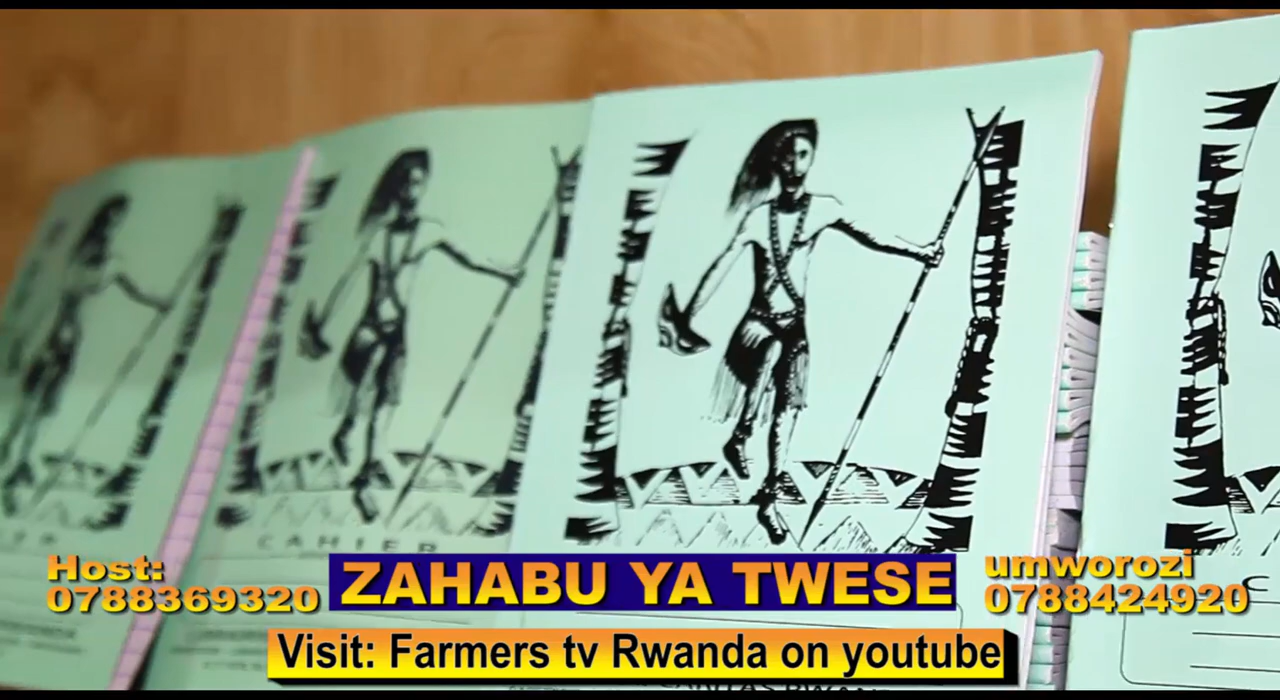 CAHIER
Host:
0788369320
ZAHABU YA TWESE
umworozi
0788424920
Visit: Farmers tv Rwanda on youtube